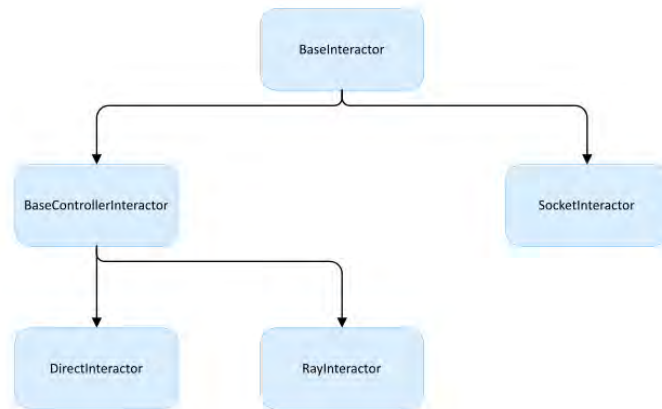 BaseInteractor
BaseControllerInteractor
SocketInteractor
DirectInteractor
RayInteractor